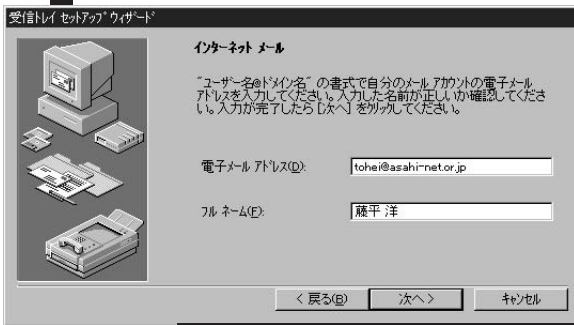 受信トレイ セットアップ ウィザード
インターネット メール
"ユーザー名@ドメイン名" の書式で自分のメール アカウントの電子メール
アドレスを入力してください。入力した名前が正しいか確認してくださ
い。入力が完了したら [次へ] をクリックしてください。
電子メール アドレス(D):
tohei@asahi-net.or.jp
フル ネーム(F):
藤平 洋
< 戻る(B)
次へ >
キャンセル